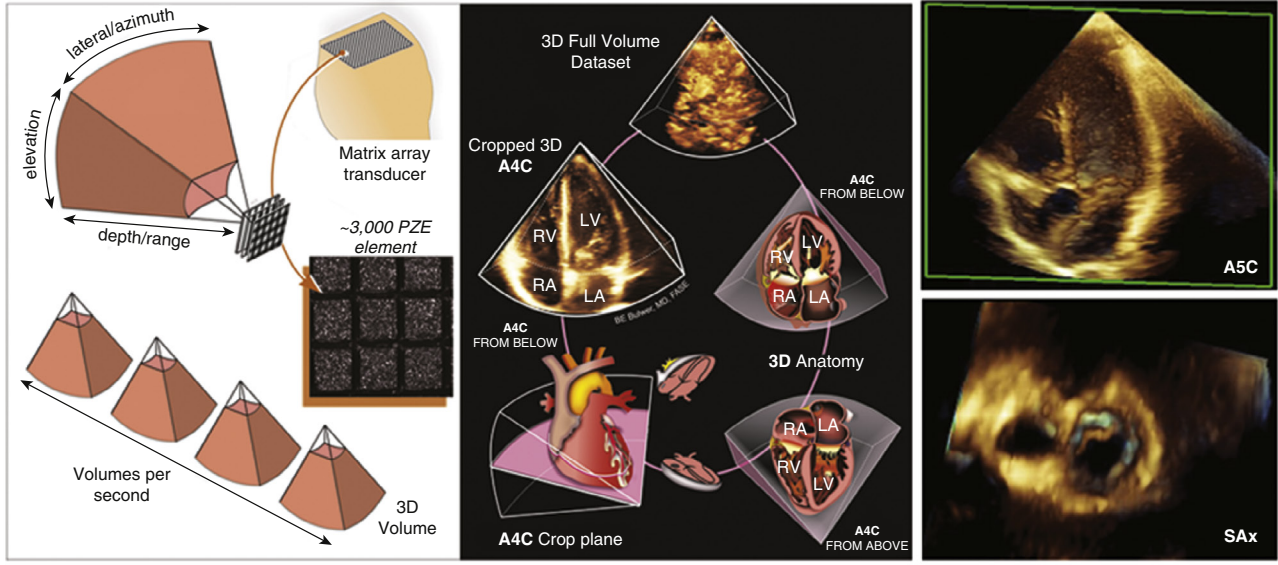 lateral/azimuth
elevation
depth/range
Matrix array
transducer
~3,000 PZE
element
Volumes per
second
3D
Volume
3D Full Volume
Dataset
Cropped 3D
A4C
LV
RV
RA
LA
BE Bulwer, MD, FASE
A4C
FROM BELOW
LV
RV
RA
LA
A4C
FROM BELOW
3D Anatomy
RA
LA
RV
LV
A4C Crop plane
A4C
FROM ABOVE
A5C
SAx